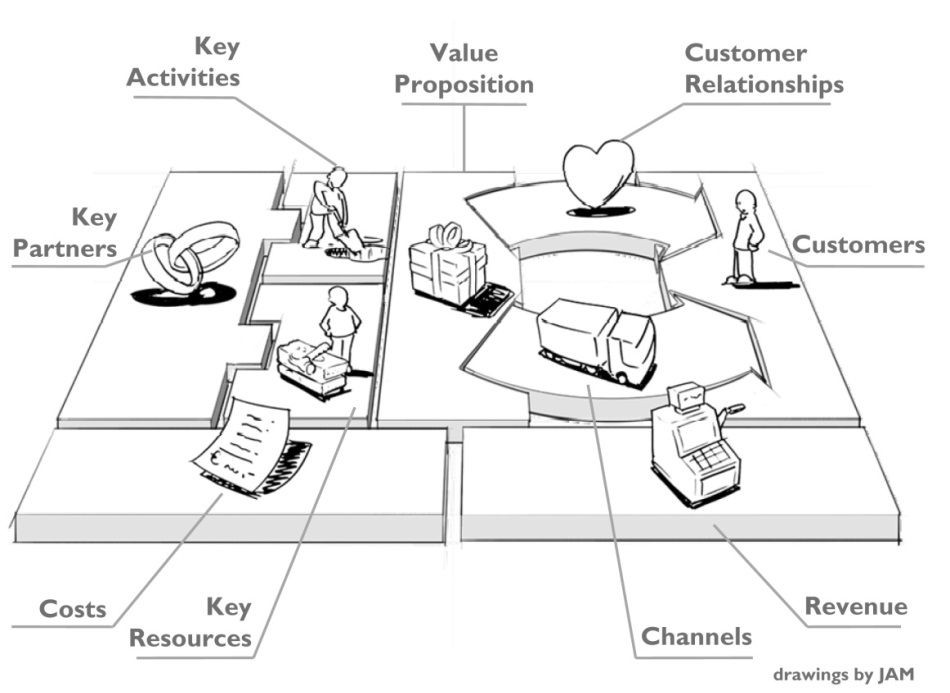 Key
Activities
Value
Proposition
Customer
Relationships
Key
Partners
Customers
Costs
Key
Resources
Channels
Revenue
drawings by JAM